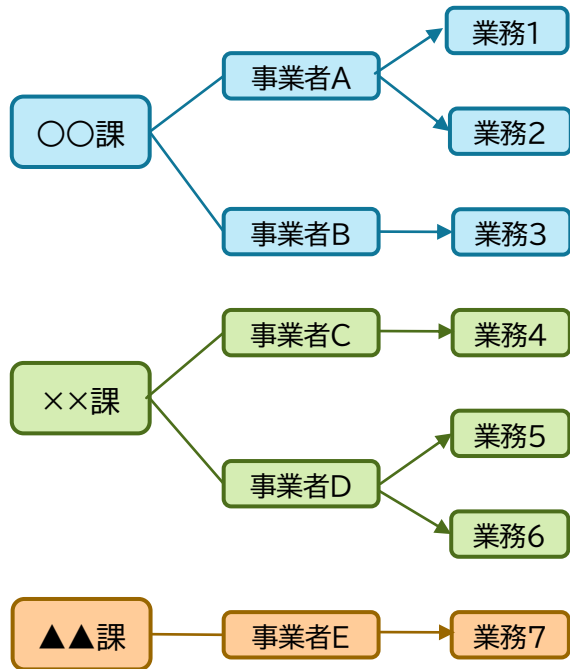 ○○課
事業者A
業務1
業務2
事業者B
業務3
××課
事業者C
業務4
事業者D
業務5
業務6
▲▲課
事業者E
業務7